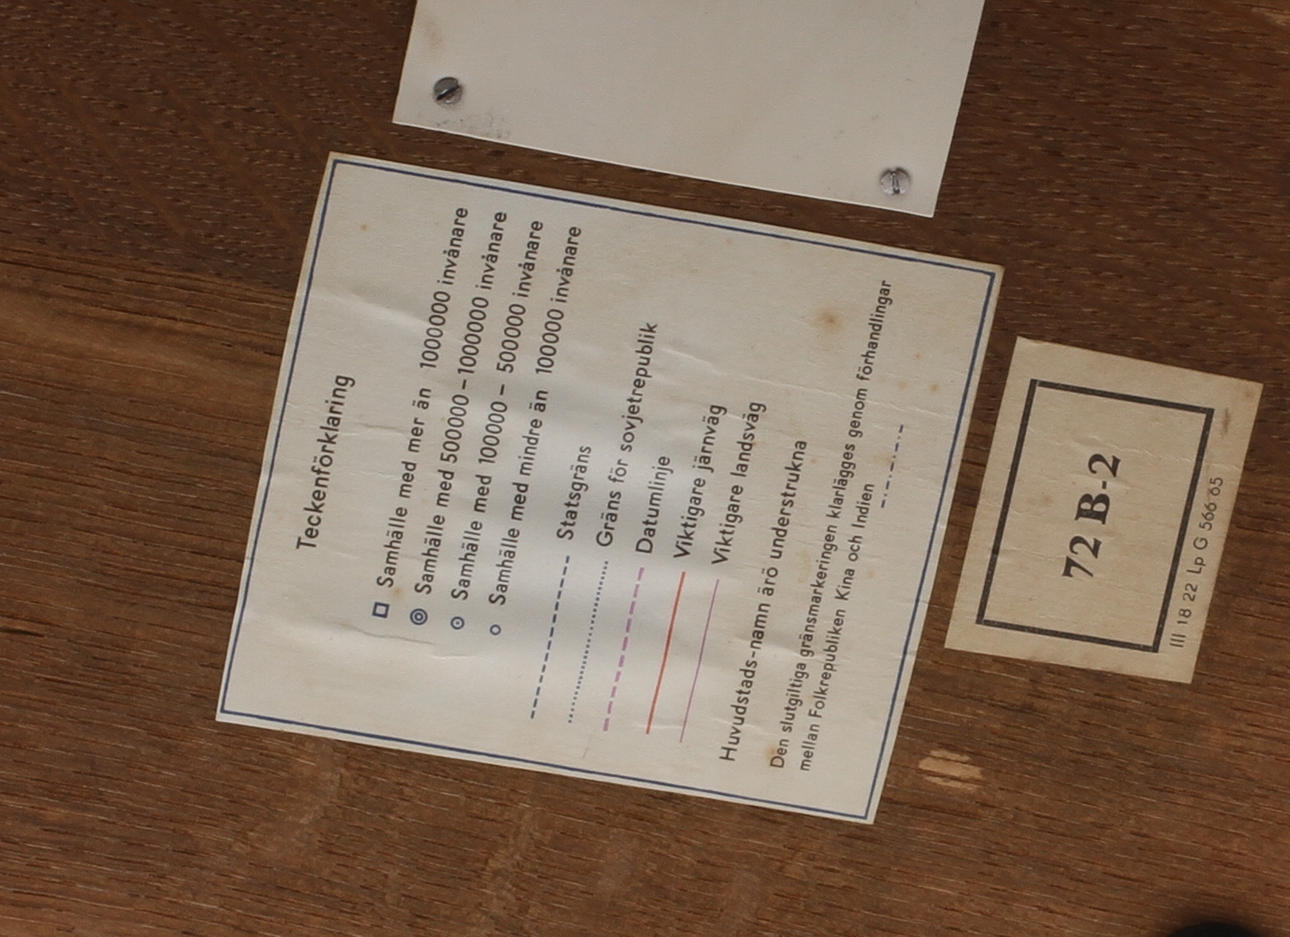 Teckenförklaring
Samhälle med mer än 1000000 invånare
Samhälle med 500000-1000000 invånare
Samhälle med 100000- 500000 invånare
Samhälle med mindre än 100000 invånare
Statsgräns
Gräns för sovjetrepublik
Datumlinje
Viktigare järnväg
Viktigare landsväg
Huvudstads-namn äro understrukna
Den slutgiltiga gränsmarkeringen klarlägges genom förhandlingar
mellan Folkrepubliken Kina och Indien
72 B-2
III 18 22 Lp G 566 65